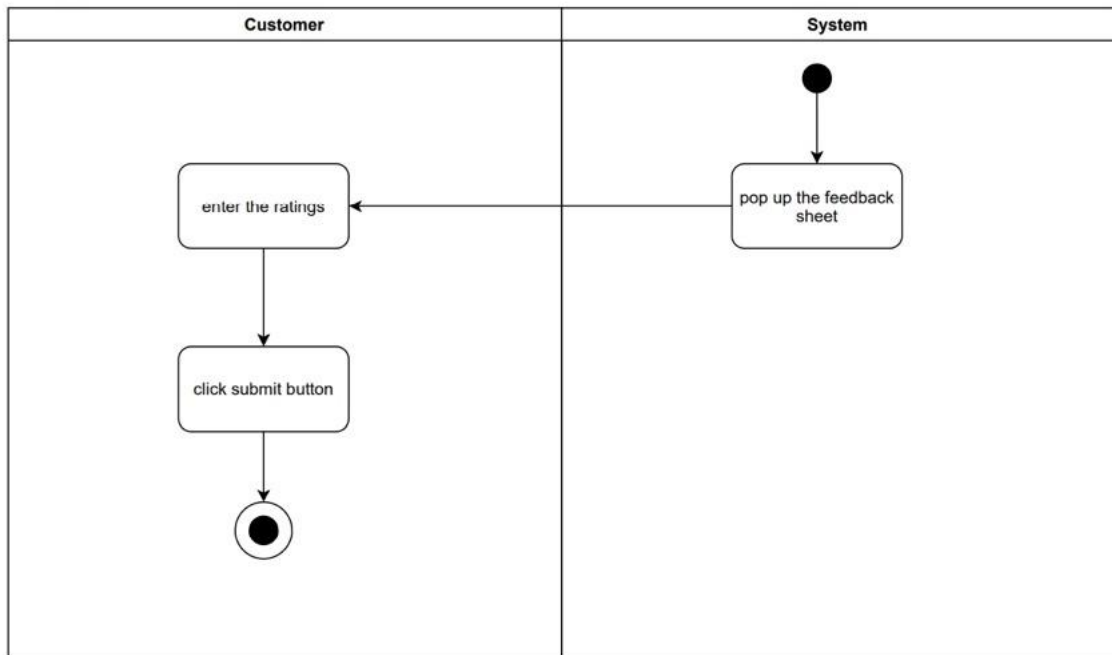 Customer
System
enter the ratings
pop up the feedback
sheet
click submit button